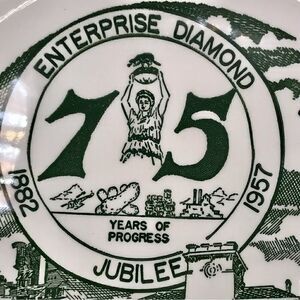 ENTERPRISE DIAMOND
75
1882
1957
YEARS OF
PROGRESS
JUBILEE